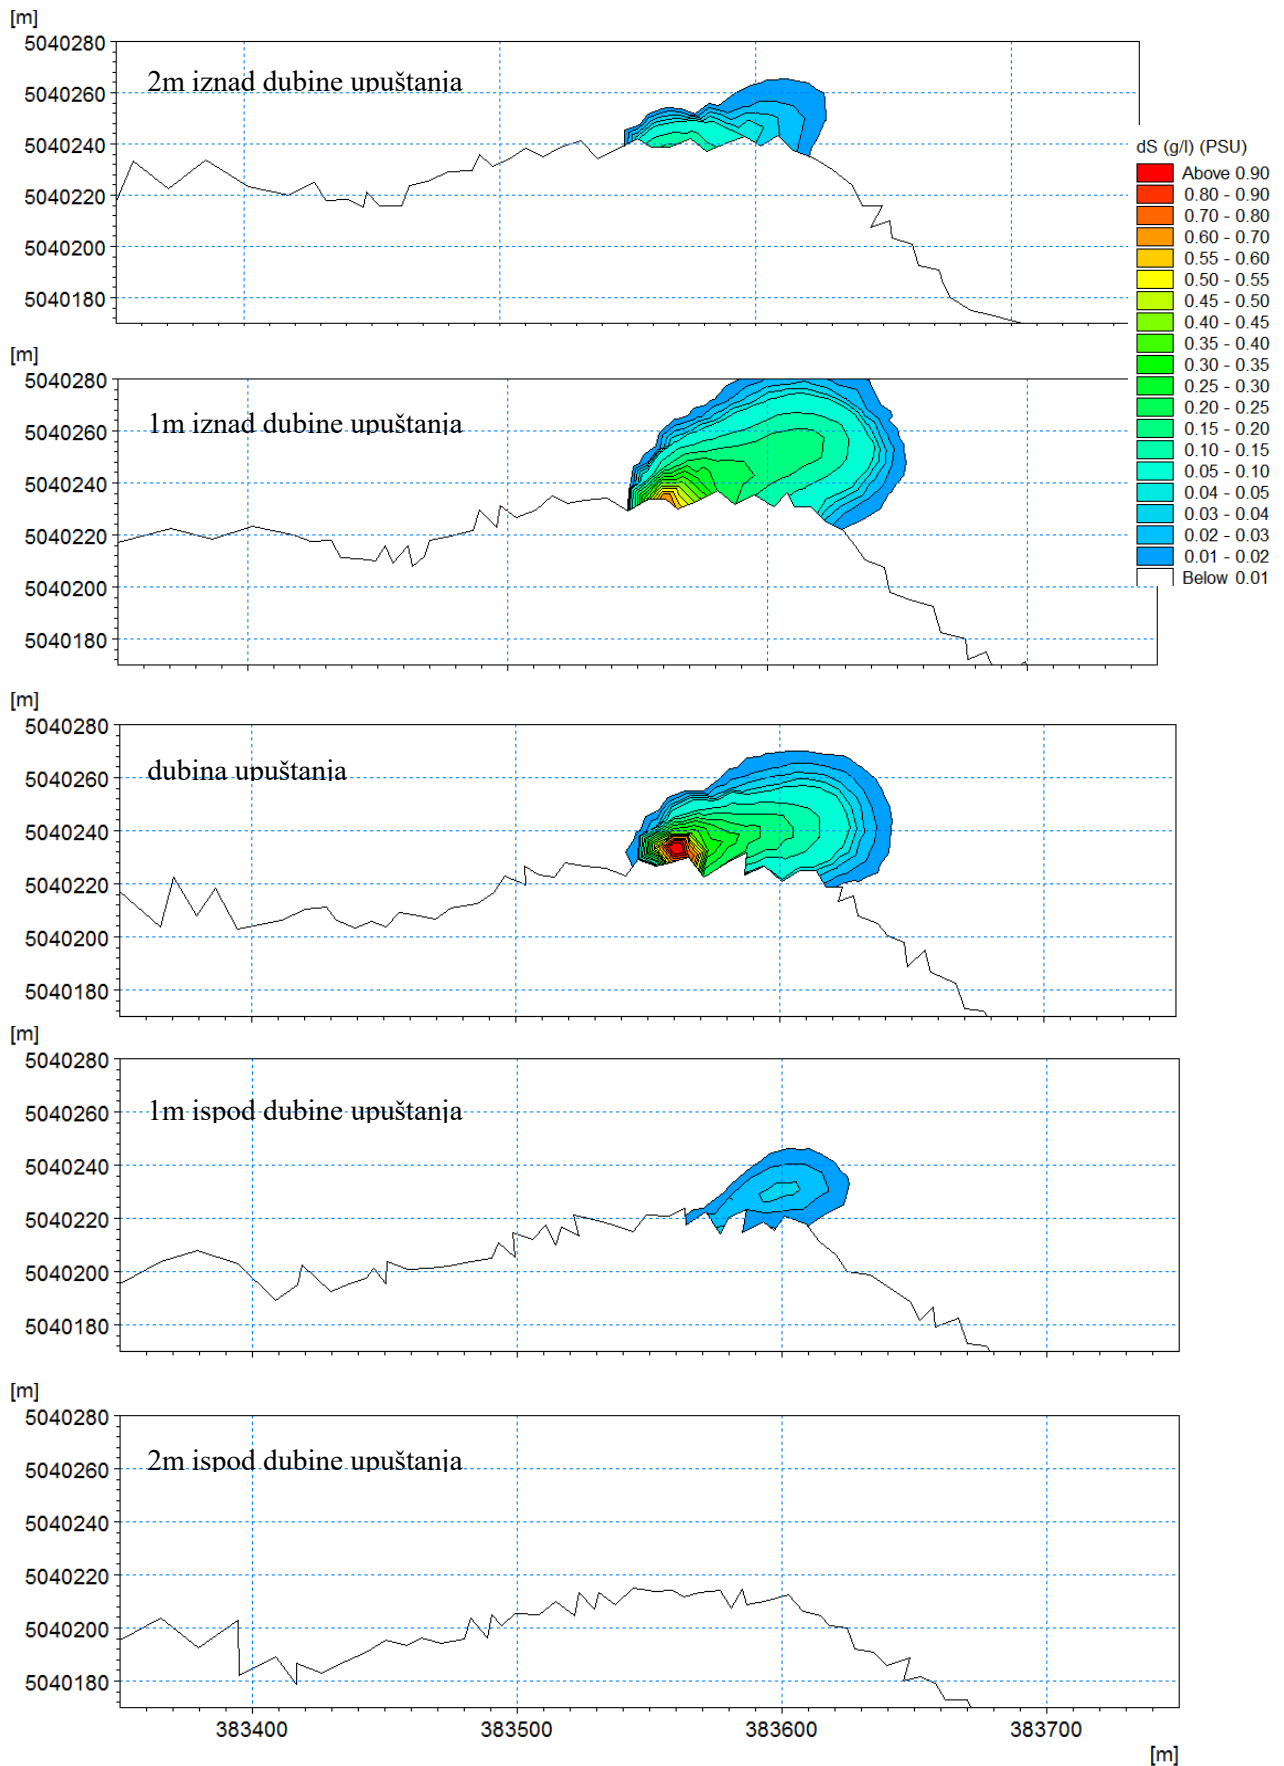 [m]
5040280
2m iznad dubine upuštanja
5040260
5040240
5040220
5040200
5040180
dS (g/l) (PSU)
Above 0.90
0.80 - 0.90
0.70 - 0.80
0.60 - 0.70
0.55 - 0.60
0.50 - 0.55
0.45 - 0.50
0.40 - 0.45
0.35 - 0.40
0.30 - 0.35
0.25 - 0.30
0.20 - 0.25
0.15 - 0.20
0.10 - 0.15
0.05 - 0.10
0.04 - 0.05
0.03 - 0.04
0.02 - 0.03
0.01 - 0.02
Below 0.01
[m]
5040280
1m iznad dubine upuštanja
5040260
5040240
5040220
5040200
5040180
[m]
5040280
dubina upuštanja
5040260
5040240
5040220
5040200
5040180
[m]
5040280
1m ispod dubine upuštanja
5040260
5040240
5040220
5040200
5040180
[m]
5040280
2m ispod dubine upuštanja
5040260
5040240
5040220
5040200
5040180
383400 383500 383600 383700
[m]